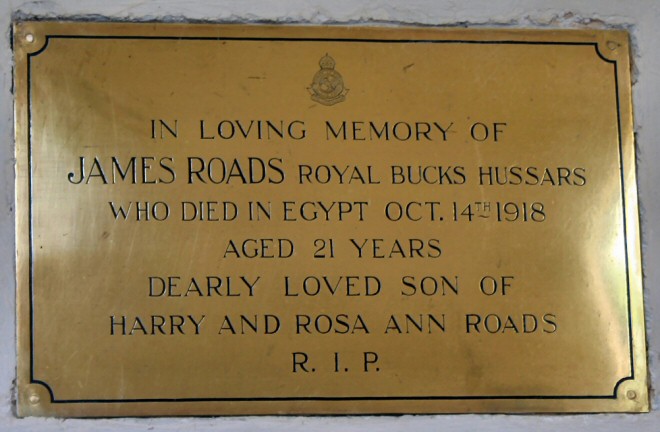 IN LOVING MEMORY OF
JAMES ROADS ROYAL BUCKS HUSSARS
WHO DIED IN EGYPT OCT. 14TH 1918
AGED 21 YEARS
DEARLY LOVED SON OF
HARRY AND ROSA ANN ROADS
R. I. P.